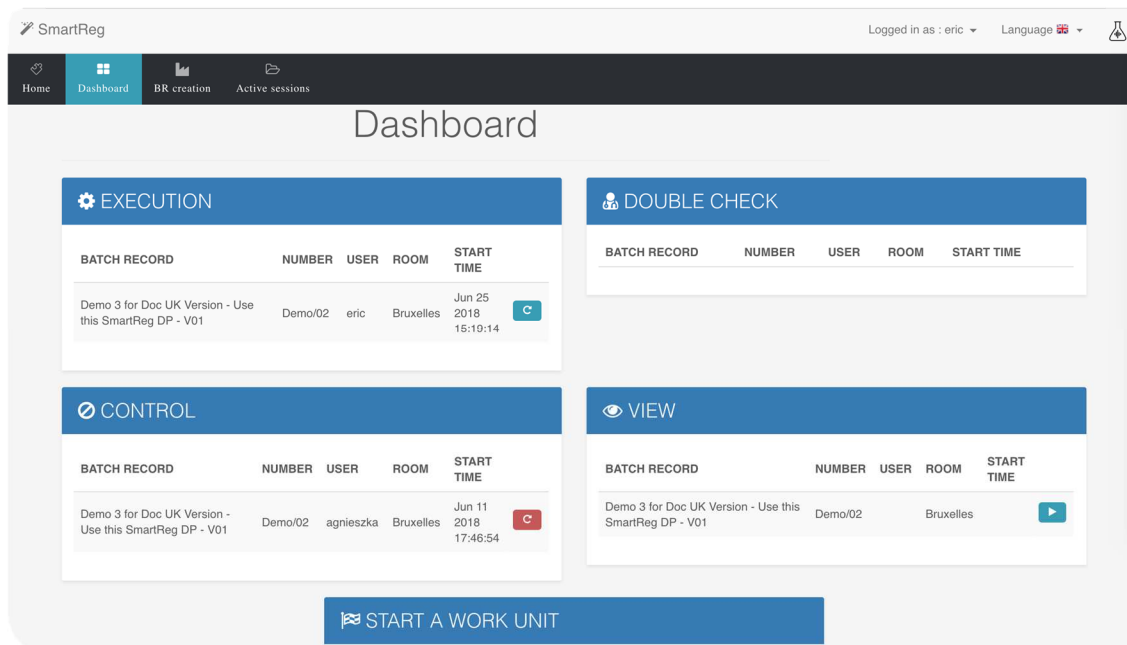 SmartReg
Logged in as : eric
Language
Home
Dashboard
BR creation
Active sessions
Dashboard
EXECUTION
BATCH RECORD NUMBER USER ROOM START
TIME
Demo 3 for Doc UK Version - Use
this SmartReg DP - V01
Demo/02 eric Bruxelles
Jun 25
2018
15:19:14
DOUBLE CHECK
BATCH RECORD NUMBER USER ROOM START TIME
CONTROL
BATCH RECORD NUMBER USER ROOM START
TIME
Demo 3 for Doc UK Version -
Use this SmartReg DP - V01
Demo/02 agnieszka Bruxelles
Jun 11
2018
17:46:54
VIEW
BATCH RECORD NUMBER USER ROOM START
TIME
Demo 3 for Doc UK Version - Use this
SmartReg DP - V01
Demo/02 Bruxelles
START A WORK UNIT